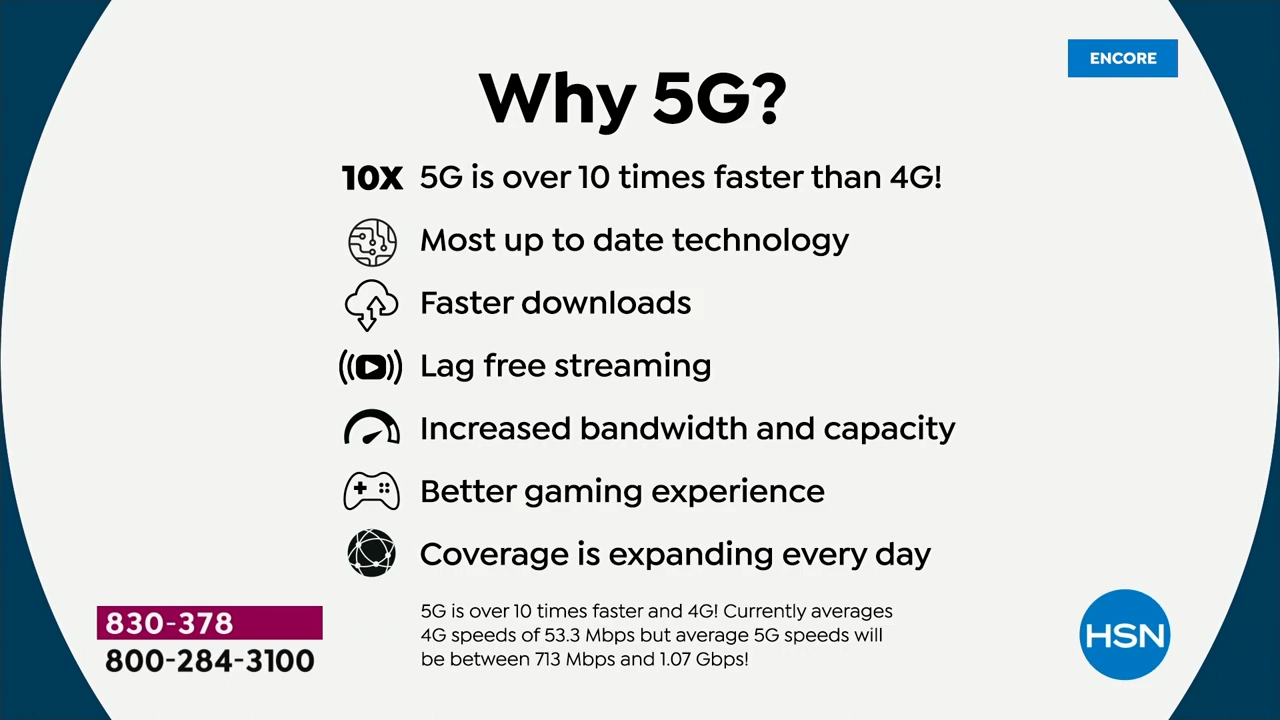 ENCORE
Why 5G?
10X 5G is over 10 times faster than 4G!
Most up to date technology
Faster downloads
Lag free streaming
Increased bandwidth and capacity
Better gaming experience
Coverage is expanding every day
5G is over 10 times faster and 4G! Currently averages
4G speeds of 53.3 Mbps but average 5G speeds will
be between 713 Mbps and 1.07 Gbps!
830-378
800-284-3100
HSN